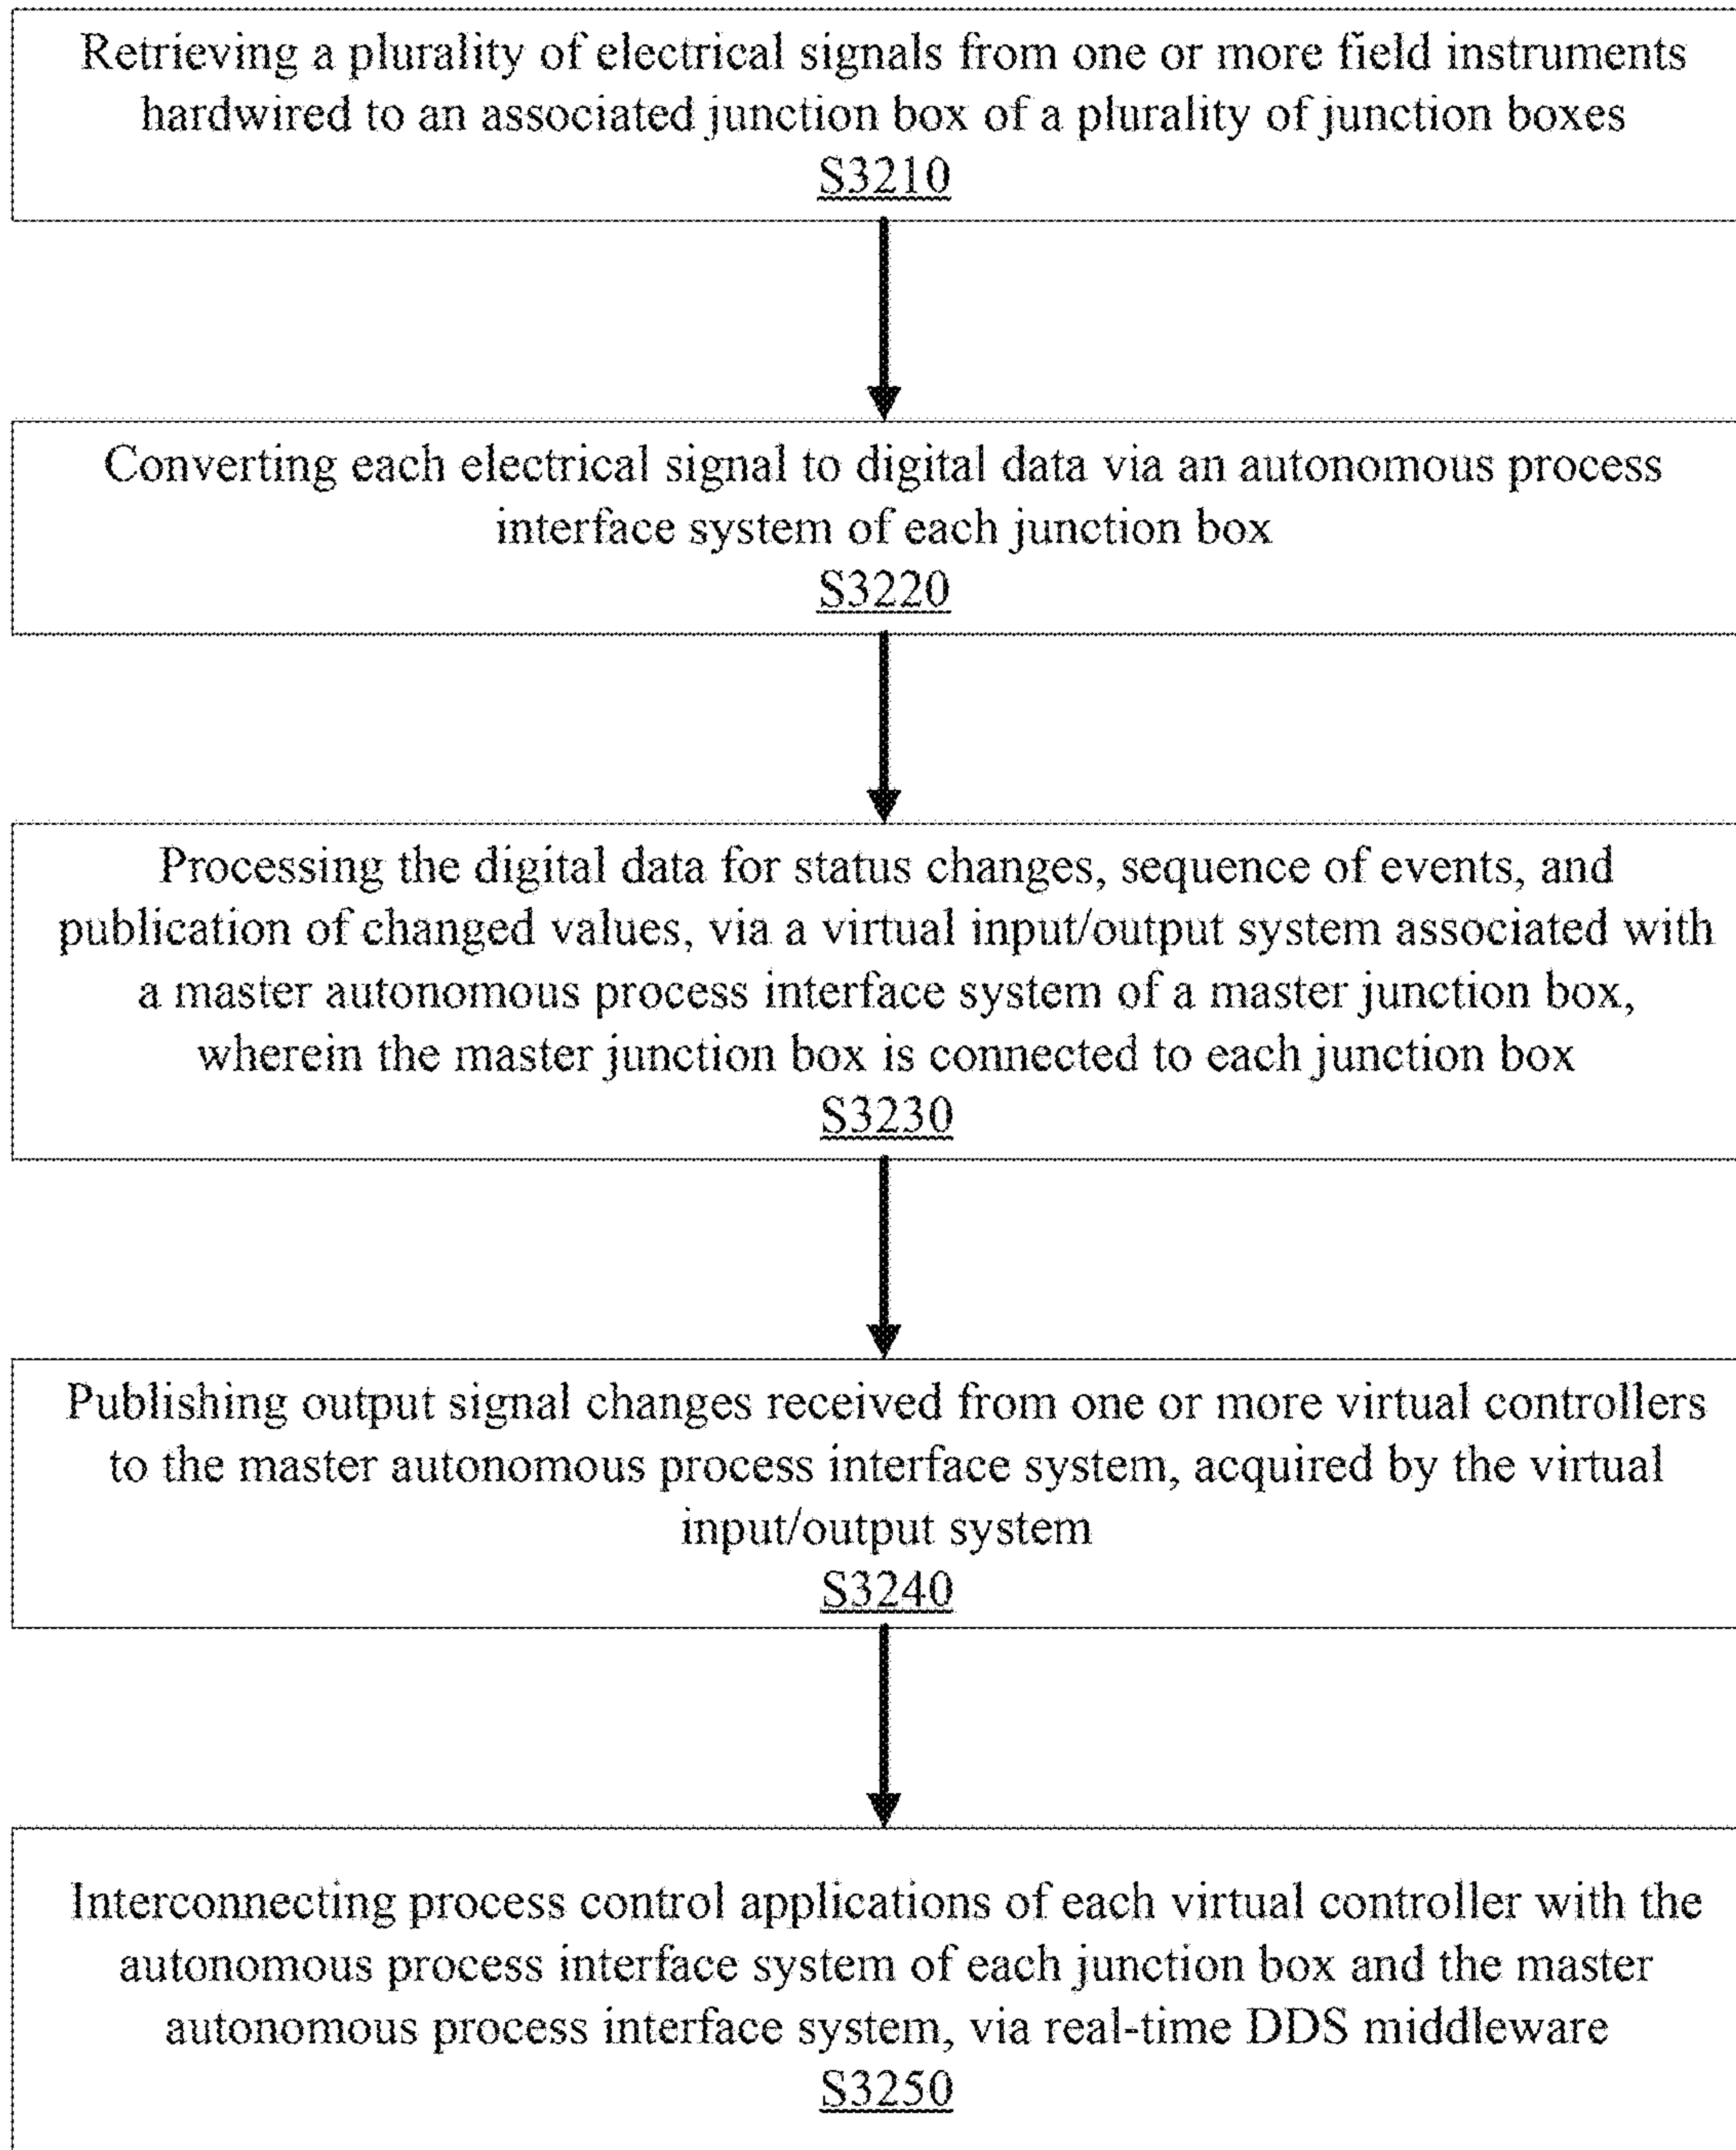 Retrieving a plurality of electrical signals from one or more field instruments
hardwired to an associated junction box of a plurality of junction boxes
S3210
Converting each electrical signal to digital data via an autonomous process
interface system of each junction box
S3220
Processing the digital data for status changes, sequence of events, and
publication of changed values, via a virtual input/output system associated with
a master autonomous process interface system of a master junction box,
wherein the master junction box is connected to each junction box
S3230
Publishing output signal changes received from one or more virtual controllers
to the master autonomous process interface system, acquired by the virtual
input/output system
S3240
Interconnecting process control applications of each virtual controller with the
autonomous process interface system of each junction box and the master
autonomous process interface system, via real-time DDS middleware
S3250